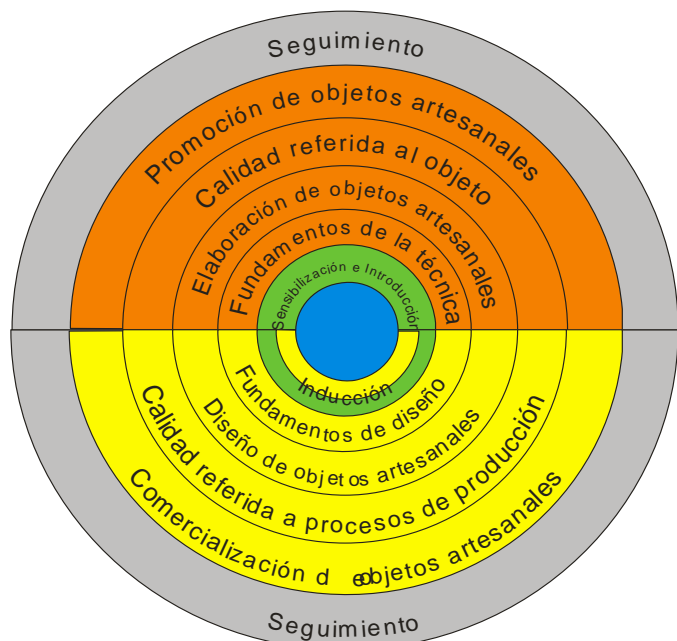 Seguimiento
Promoción de objetos artesanales
Calidad referida al objeto
Elaboración de objetos artesanales
Fundamentos de la técnica
Sensibilización e Introducción
Inducción
Fundamentos de diseño
Diseño de objetos artesanales
Calidad referida a procesos de producción
Comercialización de objetos artesanales
Seguimiento